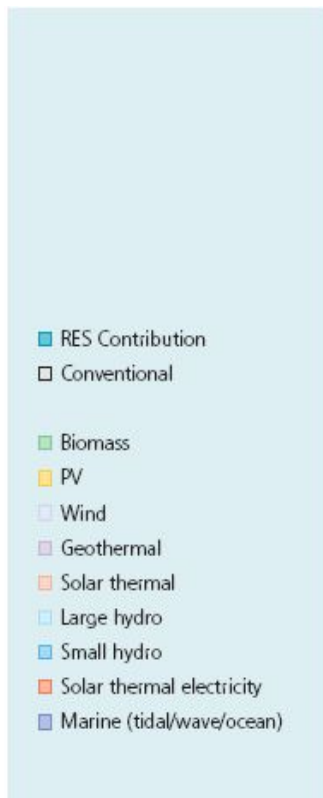 RES Contribution
Conventional
Biomass
PV
Wind
Geothermal
Solar thermal
Large hydro
Small hydro
Solar thermal electricity
Marine (tidal/wave/ocean)